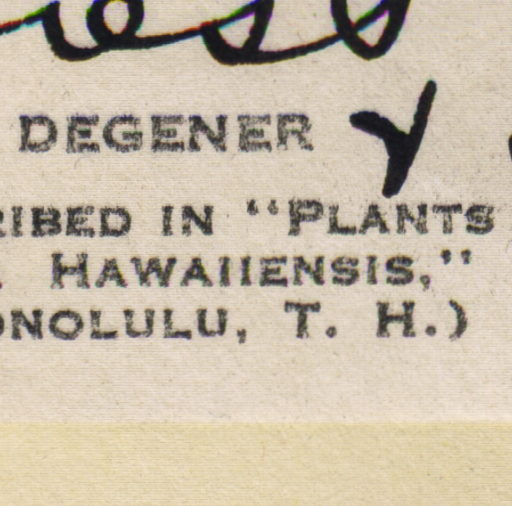 DEGENER
RIBED IN "PLANTS
HAWAIIENSIS,"
ONOLULU, T. H.)